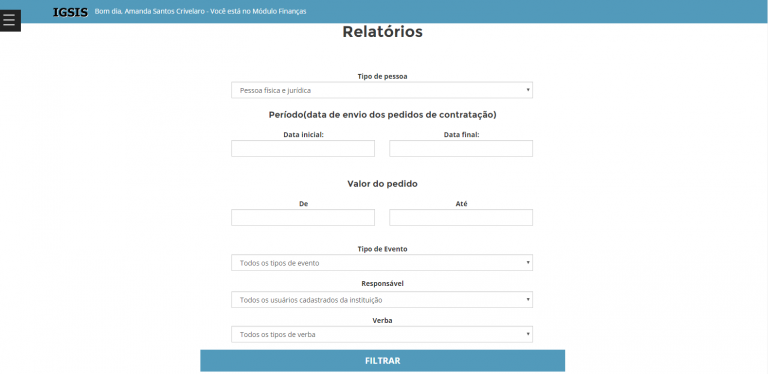 IGSIS Bom dia, Amanda Santos Crivelaro - Você está no Módulo Finanças
Relatórios
Tipo de pessoa
Pessoa física e jurídica
Período(data de envio dos pedidos de contratação)
Data inicial: Data final:
Valor do pedido
De Até
Tipo de Evento
Todos os tipos de evento
Responsável
Todos os usuários cadastrados da instituição
Verba
Todos os tipos de verba
FILTRAR